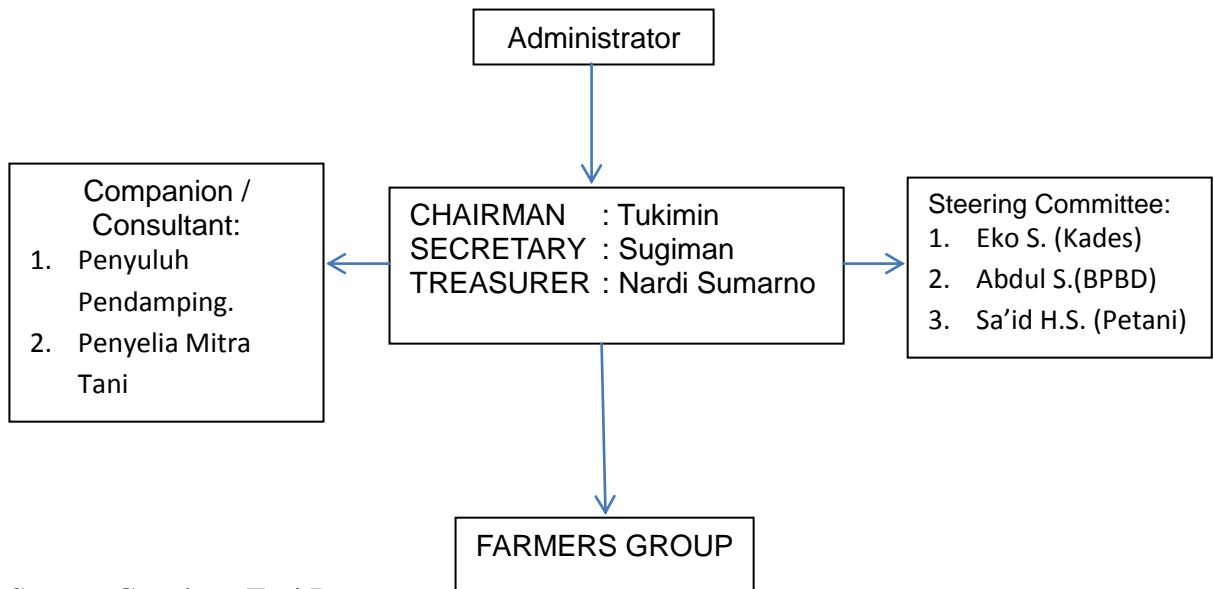 Administrator
Companion /
Consultant:
1. Penyuluh
Pendamping.
2. Penyelia Mitra
Tani
CHAIRMAN : Tukimin
SECRETARY : Sugiman
TREASURER : Nardi Sumarno
Steering Committee:
1. Eko S. (Kades)
2. Abdul S.(BPBD)
3. Sa'id H.S. (Petani)
FARMERS GROUP